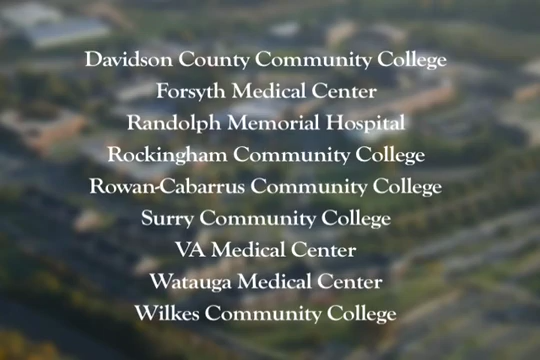 Davidson County Community College
Forsyth Medical Center
Randolph Memorial Hospital
Rockingham Community College
Rowan-Cabarrus Community College
Surry Community College
VA Medical Center
Watauga Medical Center
Wilkes Community College